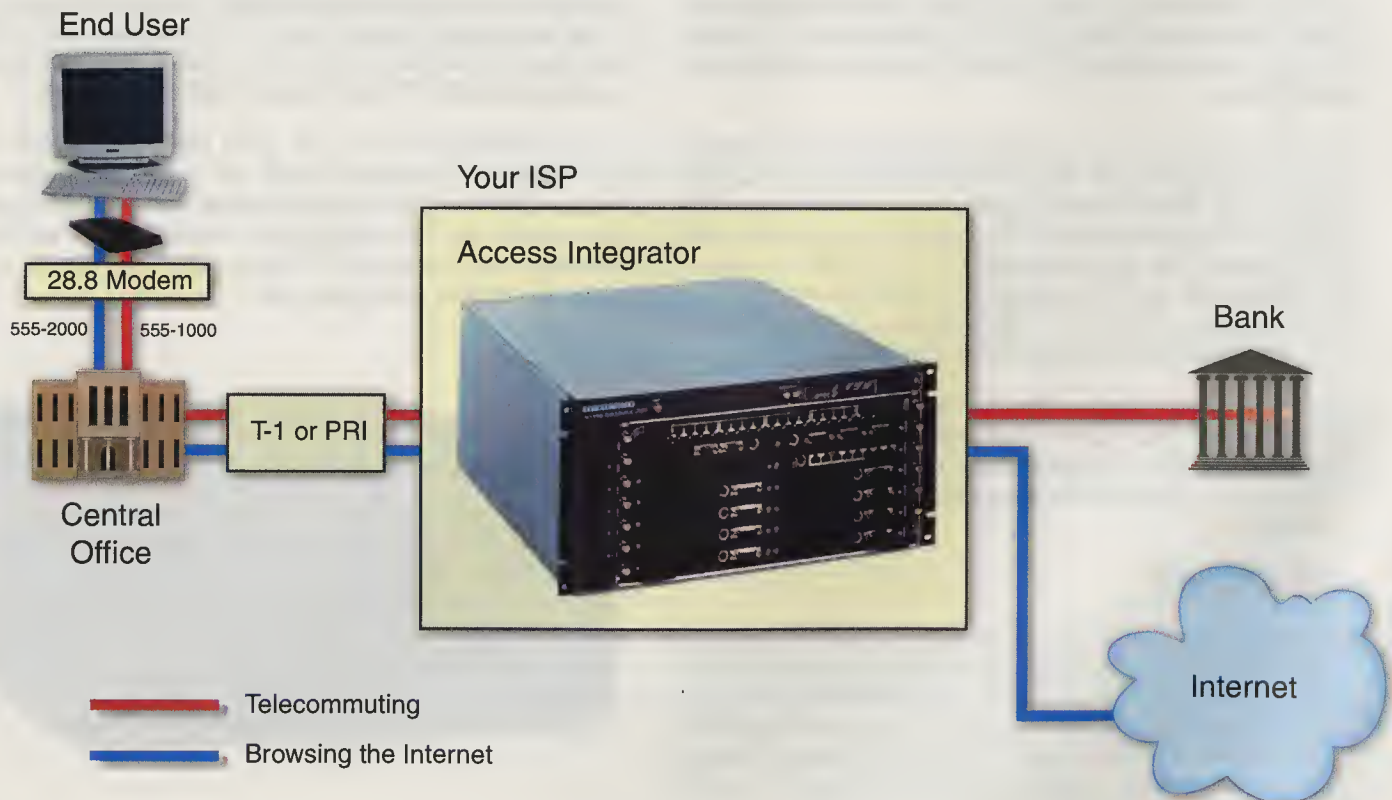 End User
Your ISP
Access Integrator
28.8 Modem
555-2000
555-1000
Bank
T-1 or PRI
Central
Office
Internet
Telecommuting
Browsing the Internet